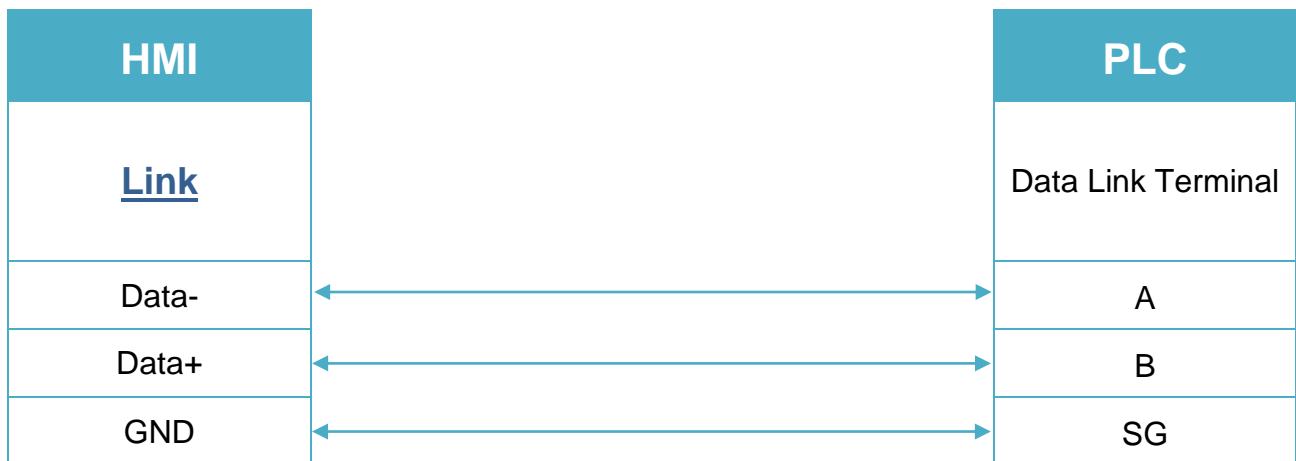 HMI PLC
Link Data Link Terminal
Data- A
Data+ B
GND SG